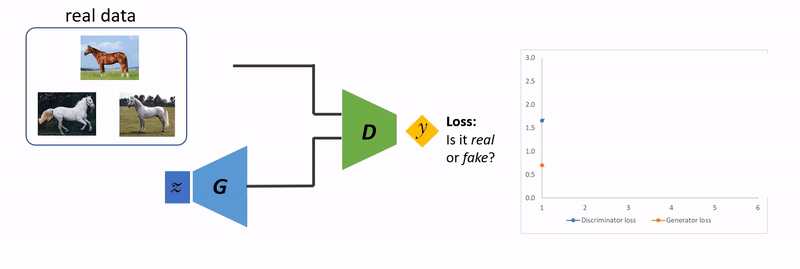 real data
z
G
D
y
Loss:
Is it real
or fake?
3.0
2.5
2.0
1.5
1.0
0.5
0.0
1 2 3 4 5 6
Discriminator loss Generator loss